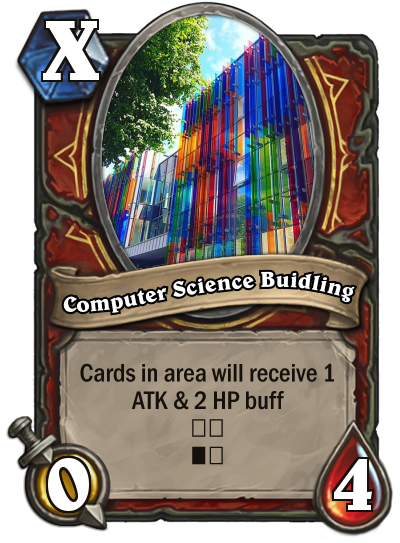 X
Computer Science Buidling
Cards in area will receive 1
ATK & 2 HP buff
□□
■□
0
4